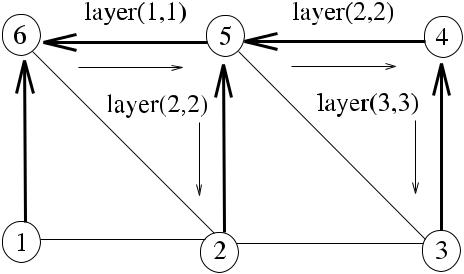 layer(1,1) layer(2,2)
6 5 4
layer(2,2) layer(3,3)
1 2 3